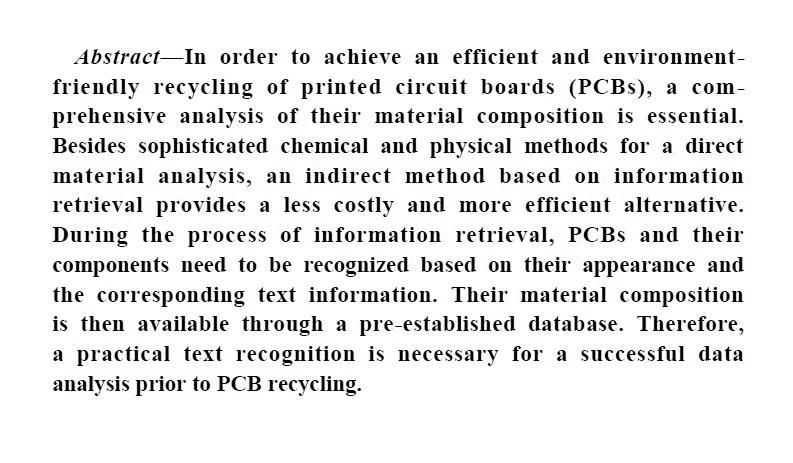 Abstract—In order to achieve an efficient and environment-
friendly recycling of printed circuit boards (PCBs), a com-
prehensive analysis of their material composition is essential.
Besides sophisticated chemical and physical methods for a direct
material analysis, an indirect method based on information
retrieval provides a less costly and more efficient alternative.
During the process of information retrieval, PCBs and their
components need to be recognized based on their appearance and
the corresponding text information. Their material composition
is then available through a pre-established database. Therefore,
a practical text recognition is necessary for a successful data
analysis prior to PCB recycling.